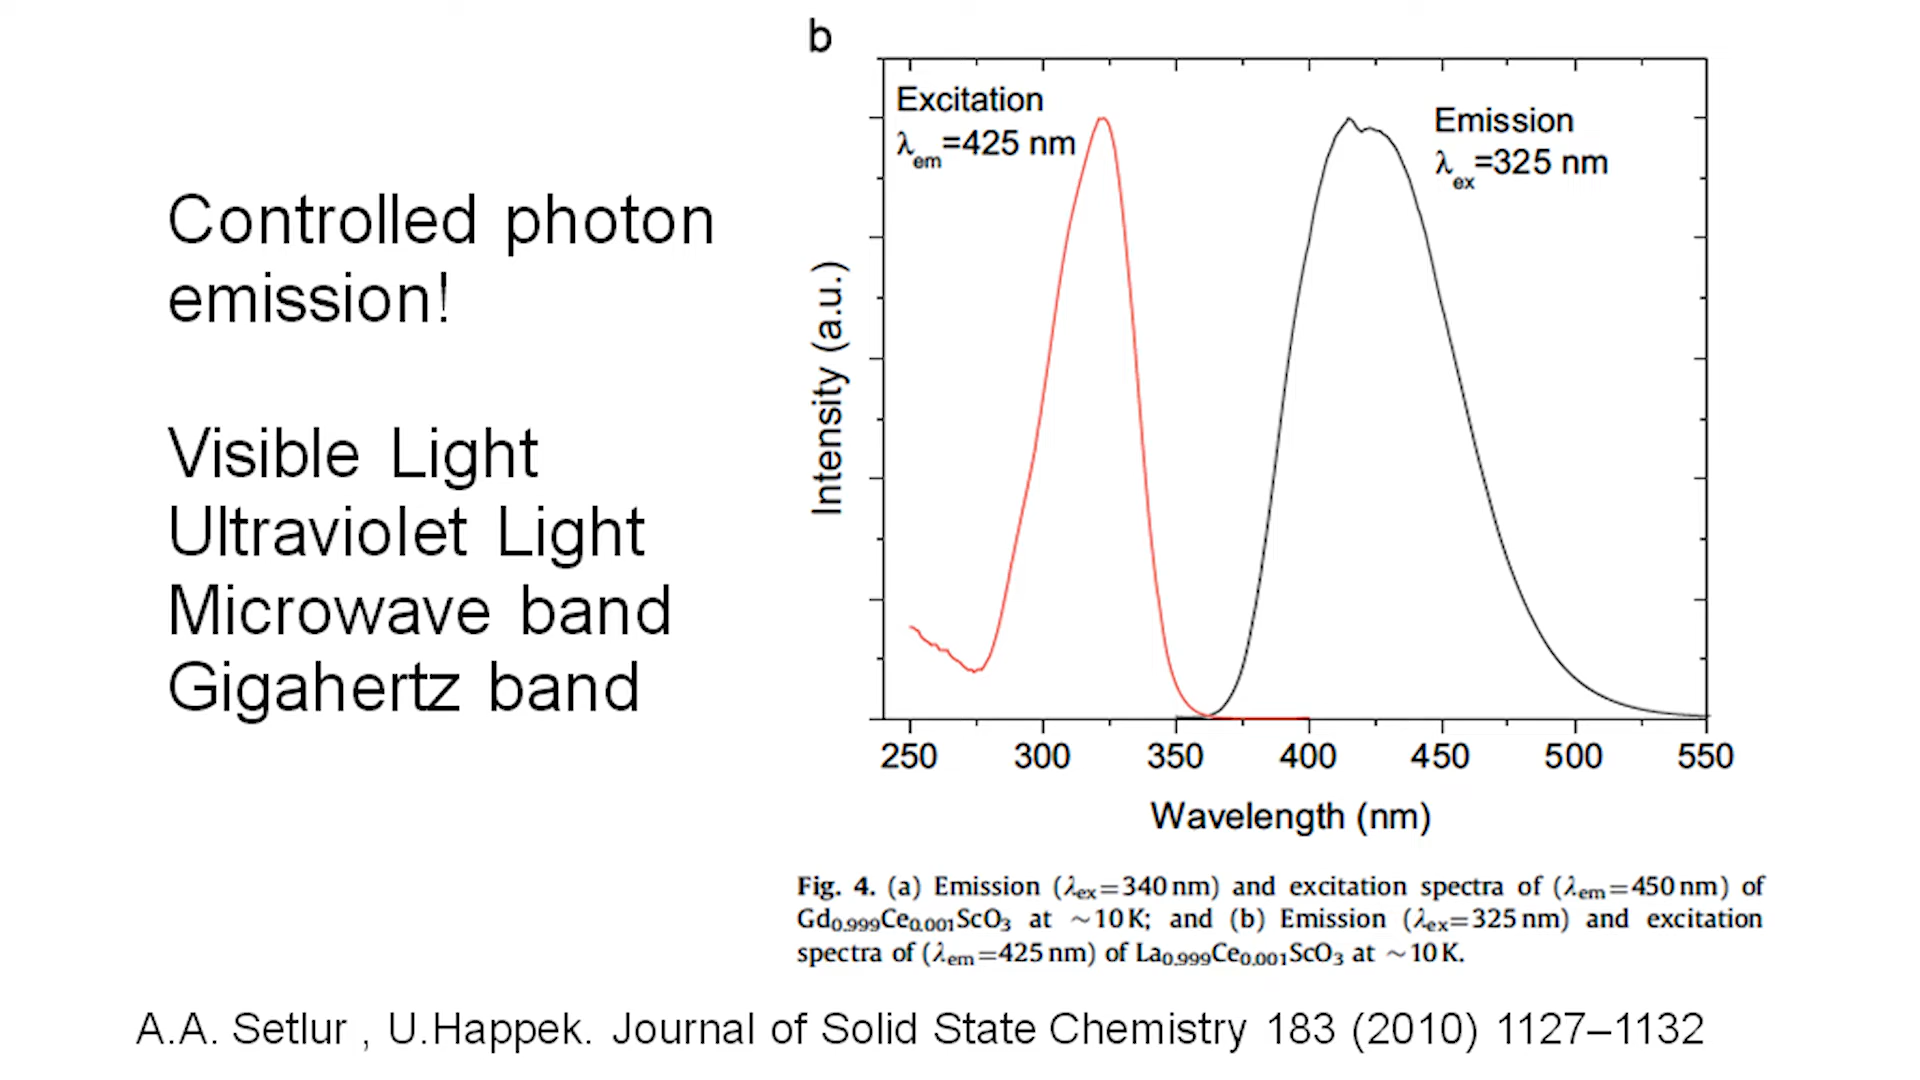 Controlled photon
emission!
Visible Light
Ultraviolet Light
Microwave band
Gigahertz band
b
Excitation
λem=425 nm
Emission
λex=325 nm
Intensity (a.u.)
250 300 350 400 450 500 550
Wavelength (nm)
Fig. 4. (a) Emission (λex=340 nm) and excitation spectra of (λem=450 nm) of
Gd0.999Ce0.001ScO3 at ~10 K; and (b) Emission (λex=325 nm) and excitation
spectra of (λem=425 nm) of La0.999Ce0.001ScO3 at ~10 K.
A.A. Setlur , U.Happek. Journal of Solid State Chemistry 183 (2010) 1127–1132